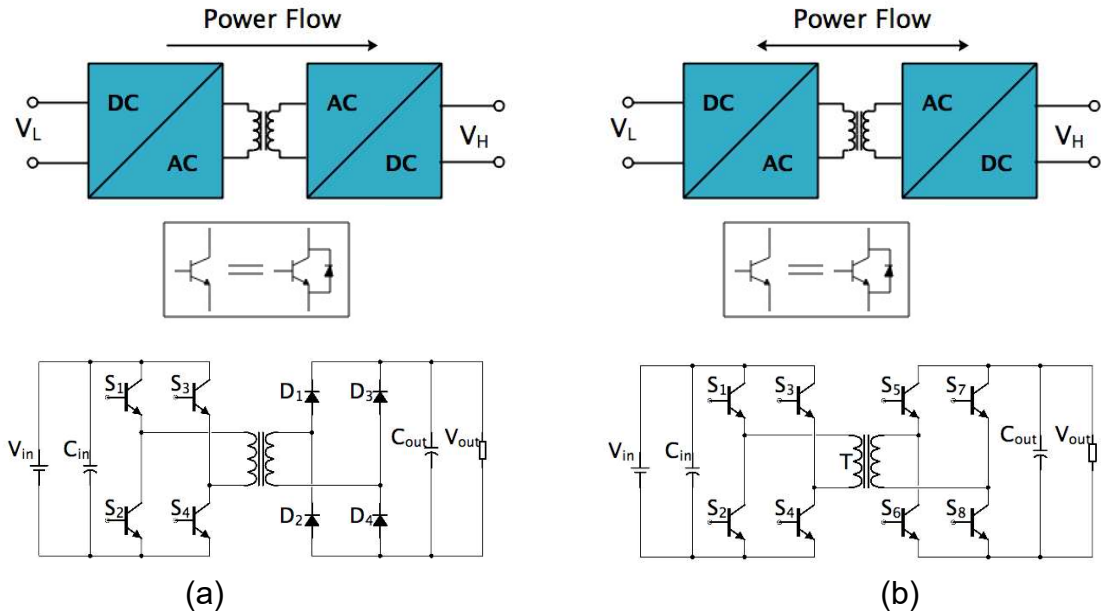 Power Flow
DC
AC
AC
DC
V_L
V_H
S_1
S_3
D_1
D_3
V_in
C_in
C_out
V_out
S_2
S_4
D_2
D_4
(a)
Power Flow
DC
AC
AC
DC
V_L
V_H
S_1
S_3
S_5
S_7
V_in
C_in
T
C_out
V_out
S_2
S_4
S_6
S_8
(b)